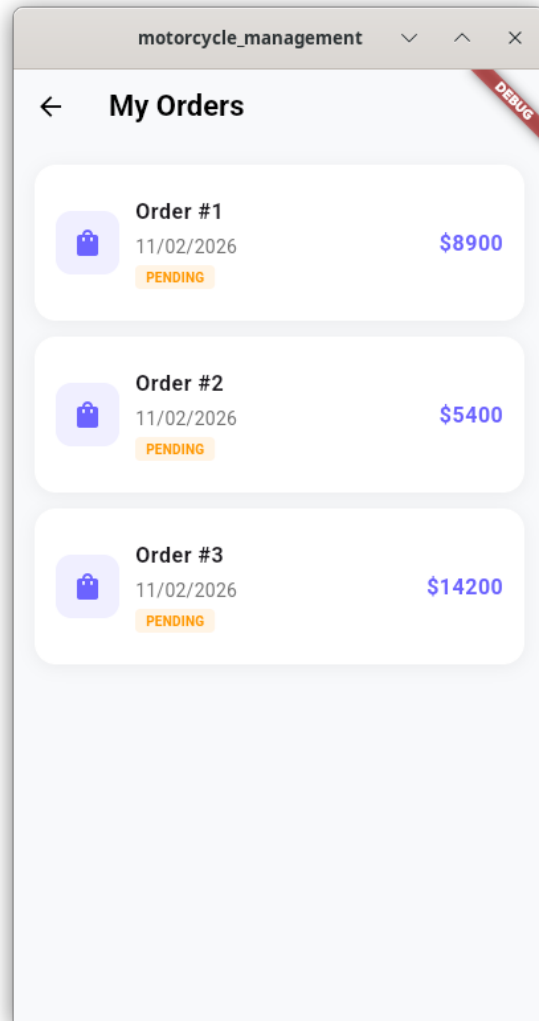 motorcycle_management
DEBUG
My Orders
Order #1
11/02/2026
$8900
PENDING
Order #2
11/02/2026
$5400
PENDING
Order #3
11/02/2026
$14200
PENDING